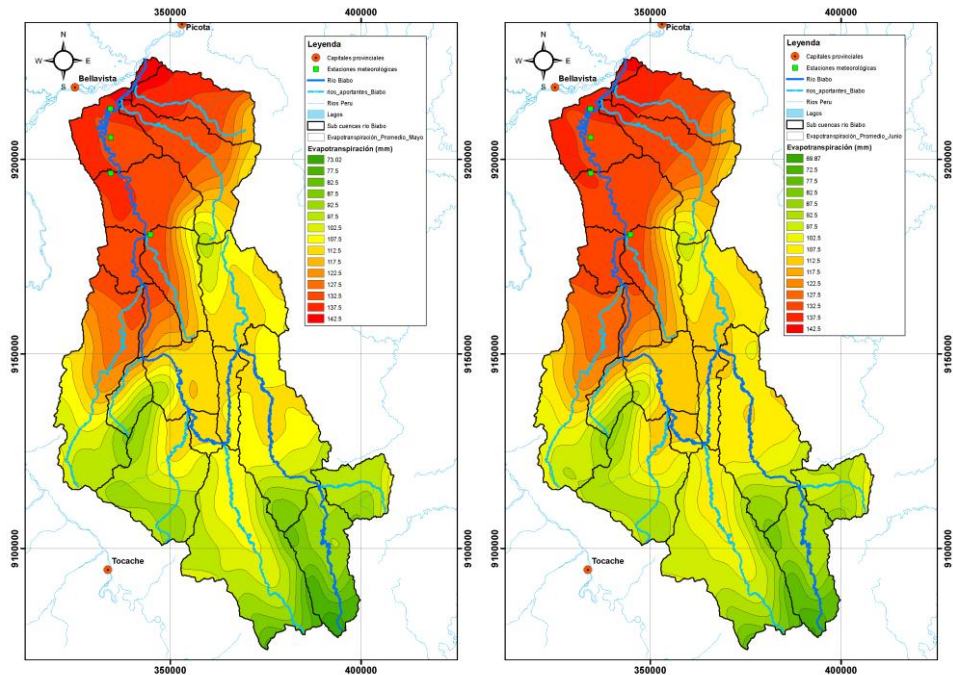 350000
400000
Picota
N
W
E
S
Bellavista
Leyenda
Capitales provinciales
Estaciones meteorológicas
Río Biabo
rios_aportantes_Biabo
Rios Peru
Lagos
Sub cuencas río Biabo
Evapotranspiración_Promedio_Mayo
Evapotranspiración (mm)
73.02
77.5
82.5
87.5
92.5
97.5
102.5
107.5
112.5
117.5
122.5
127.5
132.5
137.5
142.5
9200000
9150000
9100000
Tocache
350000
400000
350000
400000
Picota
N
W
E
S
Bellavista
Leyenda
Capitales provinciales
Estaciones meteorológicas
Río Biabo
rios_aportantes_Biabo
Rios Peru
Lagos
Sub cuencas río Biabo
Evapotranspiración_Promedio_Junio
Evapotranspiración (mm)
69.87
72.5
77.5
82.5
87.5
92.5
97.5
102.5
107.5
112.5
117.5
122.5
127.5
132.5
137.5
142.5
9200000
9150000
9100000
Tocache
350000
400000